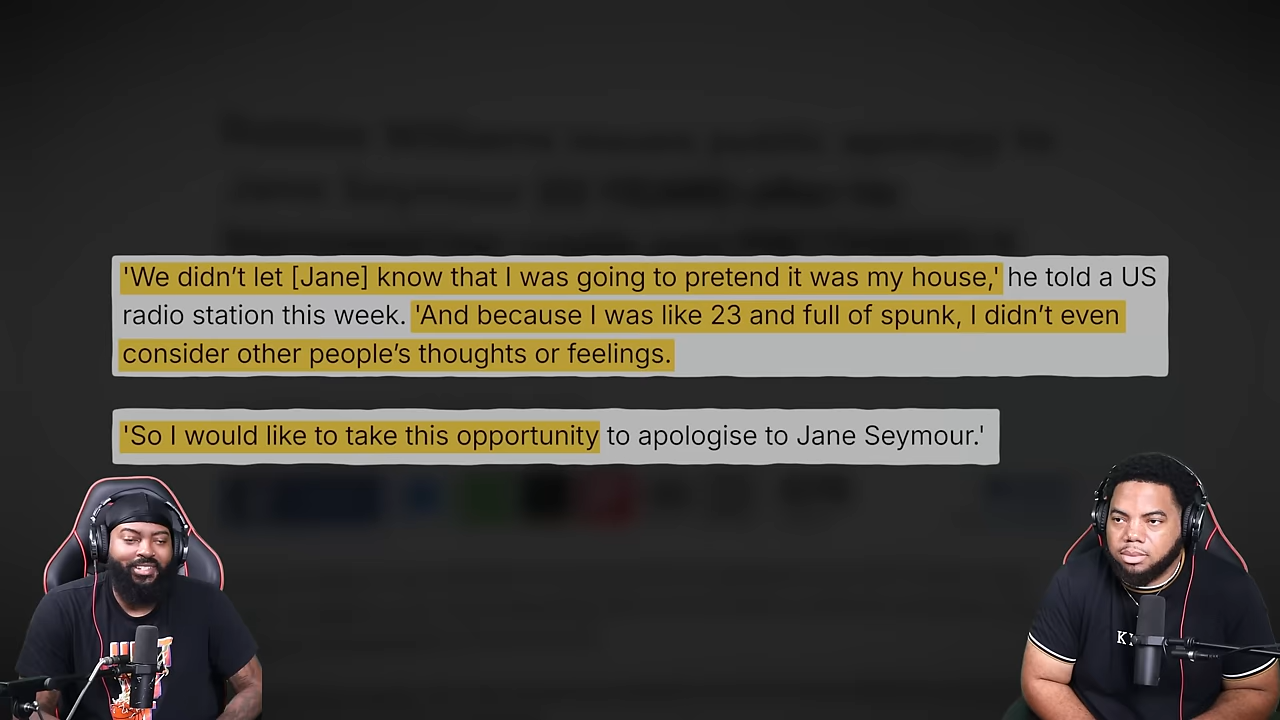 'We didn’t let [Jane] know that I was going to pretend it was my house,' he told a US
radio station this week. 'And because I was like 23 and full of spunk, I didn’t even
consider other people’s thoughts or feelings.
'So I would like to take this opportunity to apologise to Jane Seymour.'